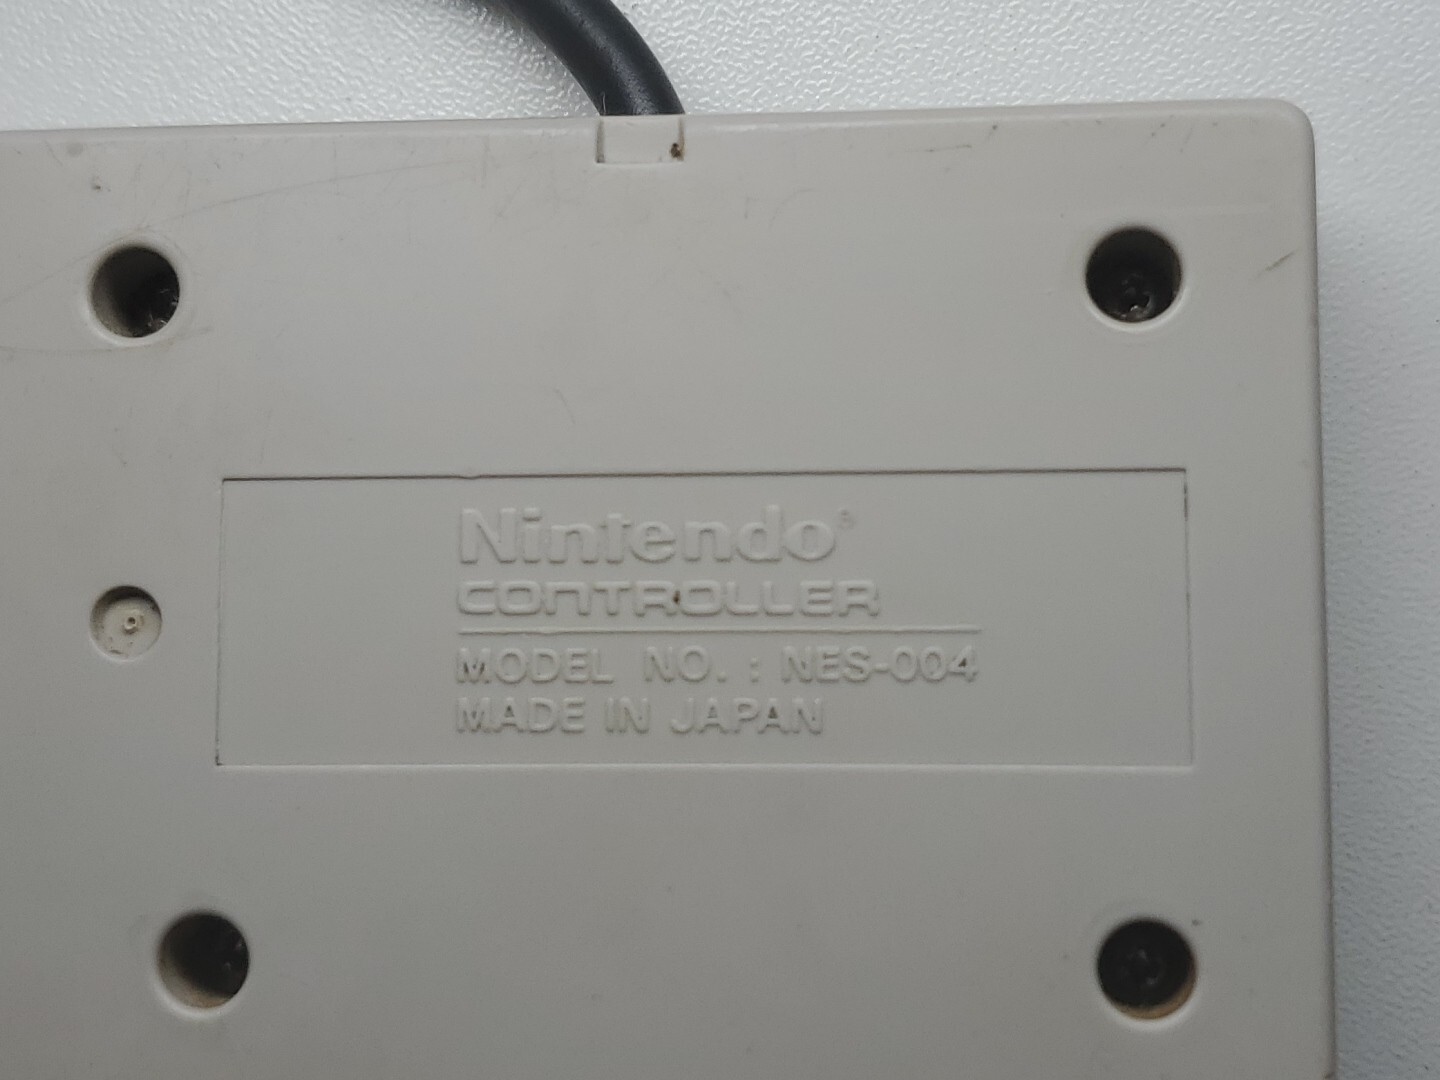 Nintendo®
CONTROLLER
MODEL NO. : NES-004
MADE IN JAPAN